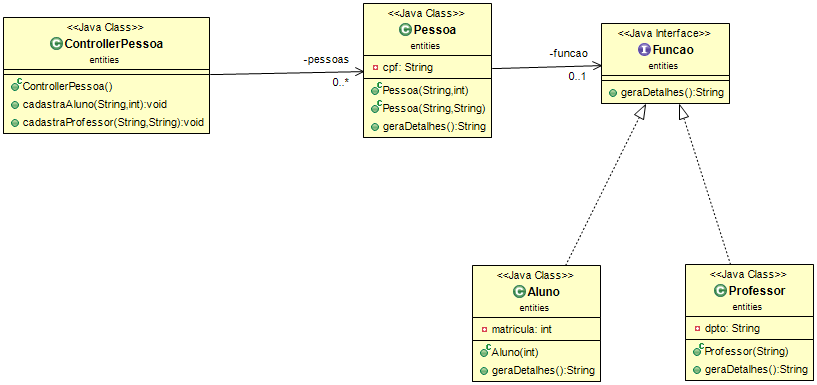 <<Java Class>>
ControllerPessoa
entities
ControllerPessoa()
cadastraAluno(String,int):void
cadastraProfessor(String,String):void
-pessoas
0..*
<<Java Class>>
Pessoa
entities
cpf: String
Pessoa(String,int)
Pessoa(String,String)
geraDetalhes():String
-funcao
0..1
<<Java Interface>>
Funcao
entities
geraDetalhes():String
<<Java Class>>
Aluno
entities
matricula: int
Aluno(int)
geraDetalhes():String
<<Java Class>>
Professor
entities
dpto: String
Professor(String)
geraDetalhes():String